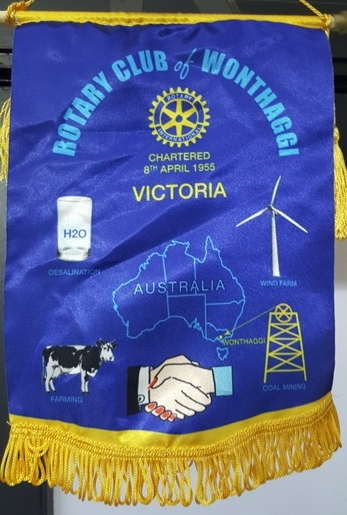 ROTARY CLUB of WONTHAGGI
ROTARY
INTERNATIONAL
CHARTERED
8TH APRIL 1955
VICTORIA
H2O
DESALINATION
WIND FARM
AUSTRALIA
WONTHAGGI
FARMING
COAL MINING